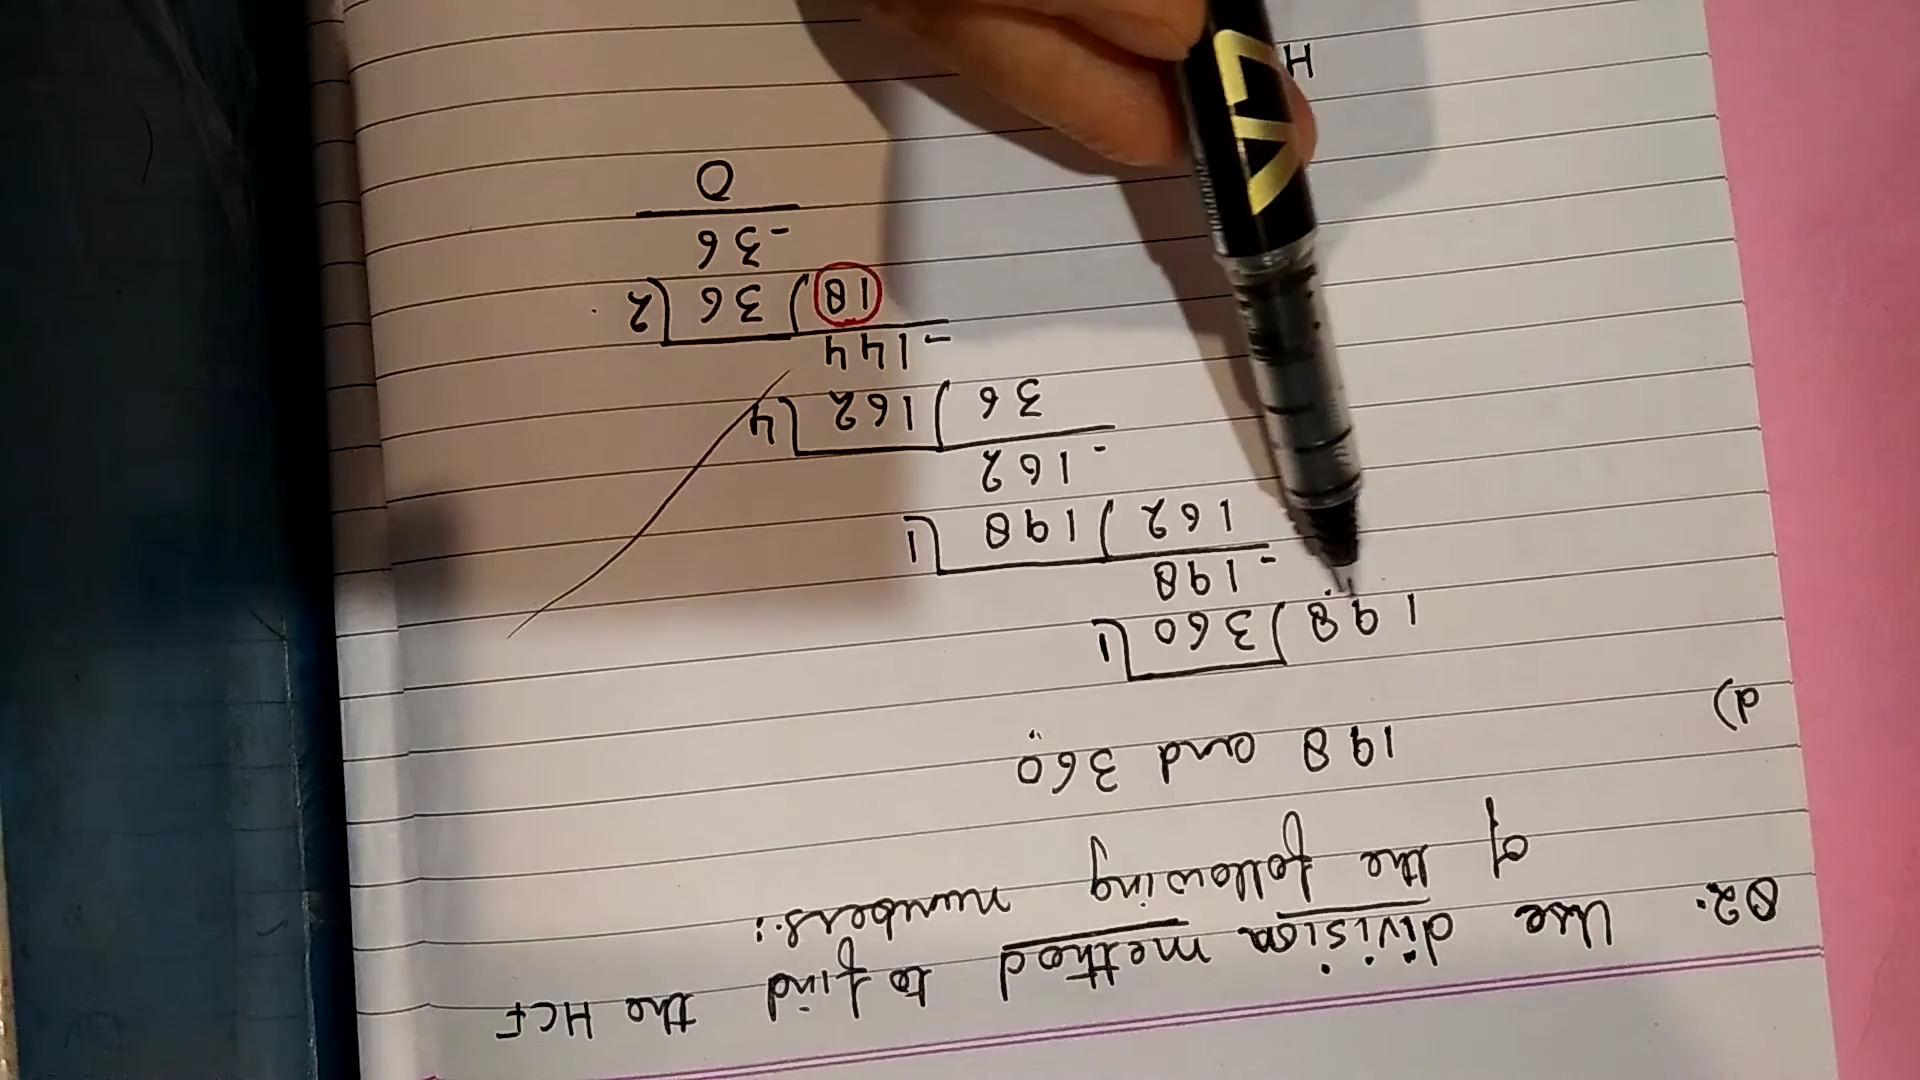 Q2. Use division method to find the HCF
of the following numbers:
d) 198 and 360
198) 360 (1
- 198
162) 198 (1
- 162
36) 162 (4
- 144
18) 36 (2
- 36
0
H